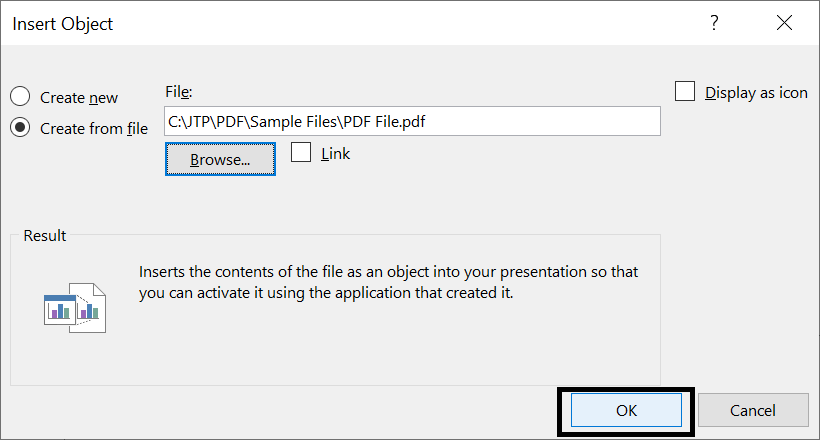 Insert Object
?
Create new
Create from file
File:
C:\JTP\PDF\Sample Files\PDF File.pdf
Browse...
Link
Display as icon
Result
Inserts the contents of the file as an object into your presentation so that
you can activate it using the application that created it.
OK
Cancel